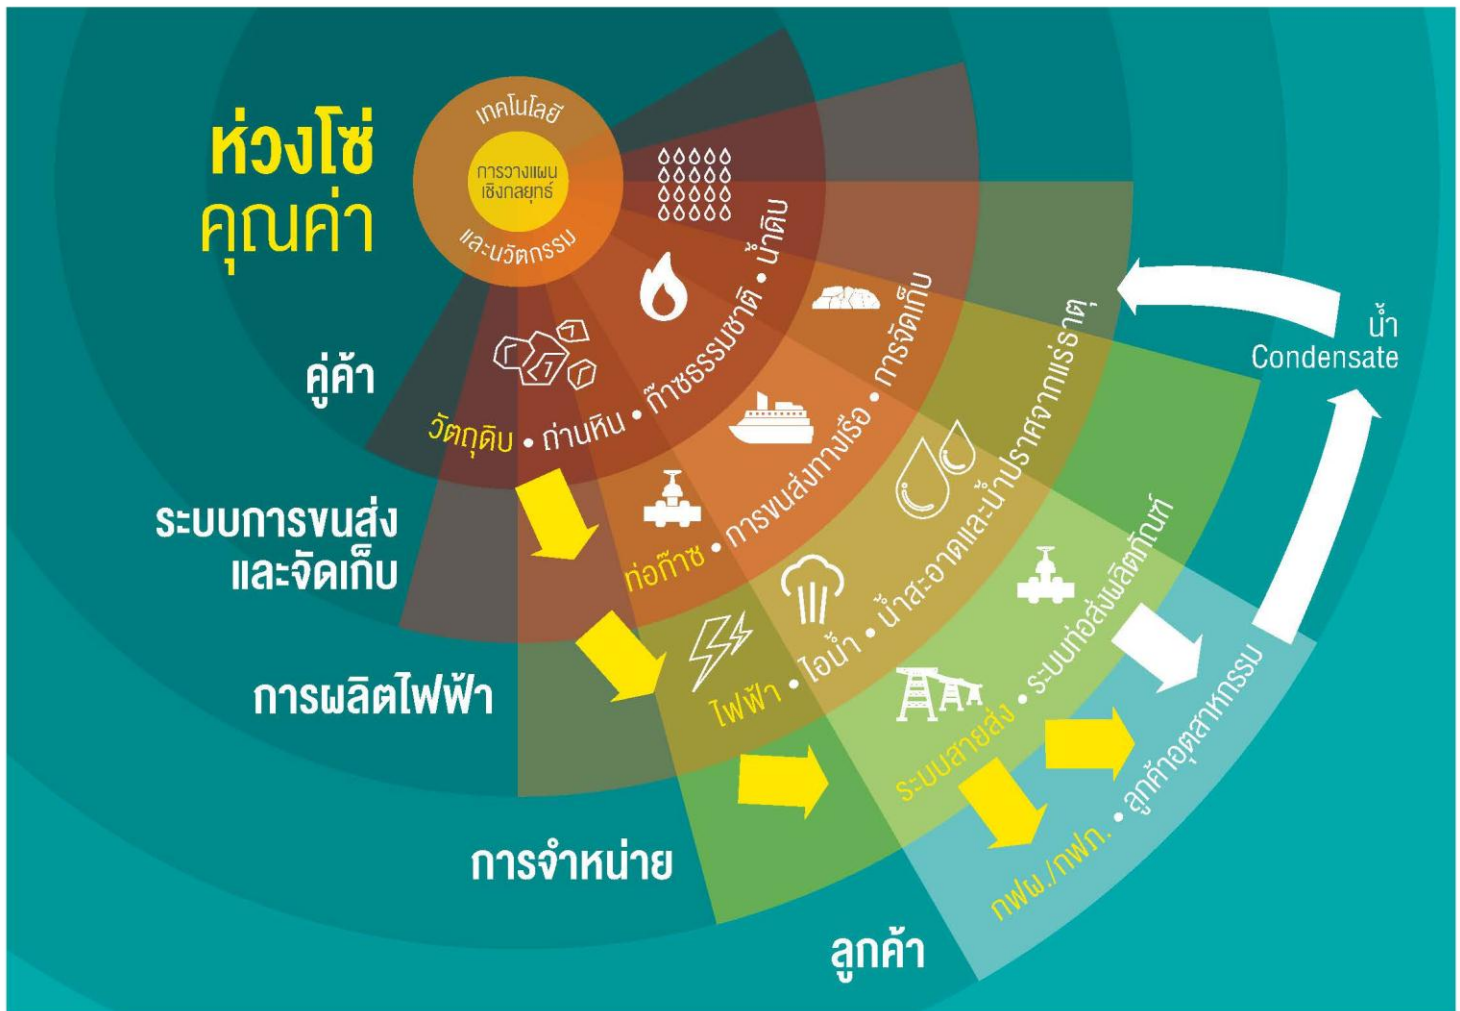 ห่วงโซ่
คุณค่า
เทคโนโลยี
การวางแผน
เชิงกลยุทธ์
และนวัตกรรม
คู่ค้า
วัตถุดิบ • ถ่านหิน • ก๊าซธรรมชาติ • น้ำดิบ
ระบบการขนส่ง
และจัดเก็บ
ท่อก๊าซ • การขนส่งทางเรือ • การจัดเก็บ
การผลิตไฟฟ้า
ไฟฟ้า • ไอน้ำ • น้ำสะอาดและน้ำปราศจากแร่ธาตุ
การจำหน่าย
ระบบสายส่ง • ระบบท่อส่งผลิตภัณฑ์
ลูกค้า
กฟผ./กฟภ. • ลูกค้าอุตสาหกรรม
น้ำ
Condensate